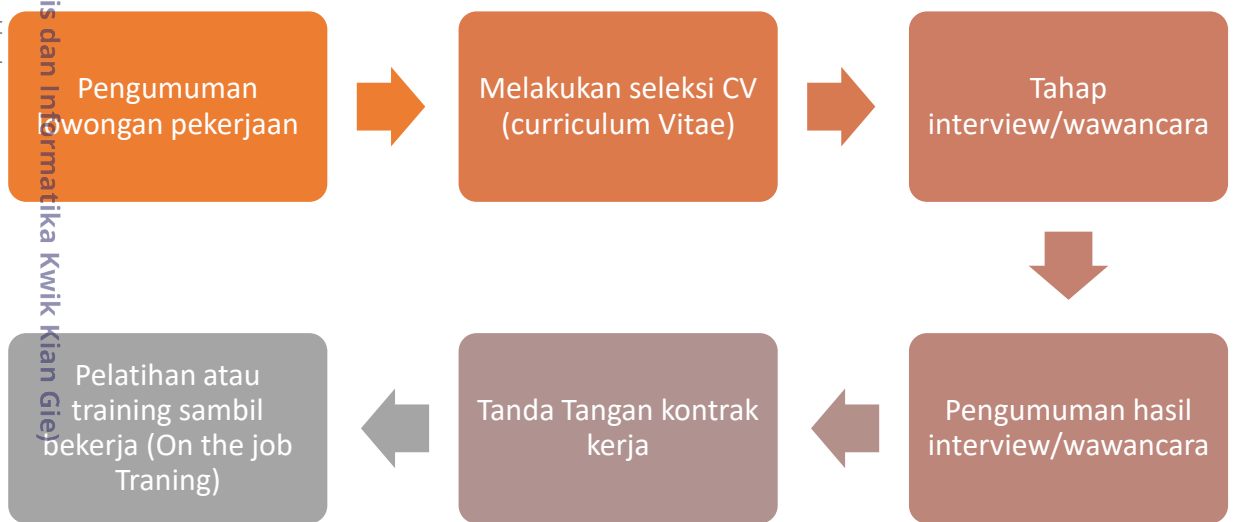 Pengumuman
lowongan pekerjaan
Melakukan seleksi CV
(curriculum Vitae)
Tahap
interview/wawancara
Pengumuman hasil
interview/wawancara
Tanda Tangan kontrak
kerja
Pelatihan atau
training sambil
bekerja (On the job
Traning)
is dan Informatika Kwik Kian Gie)